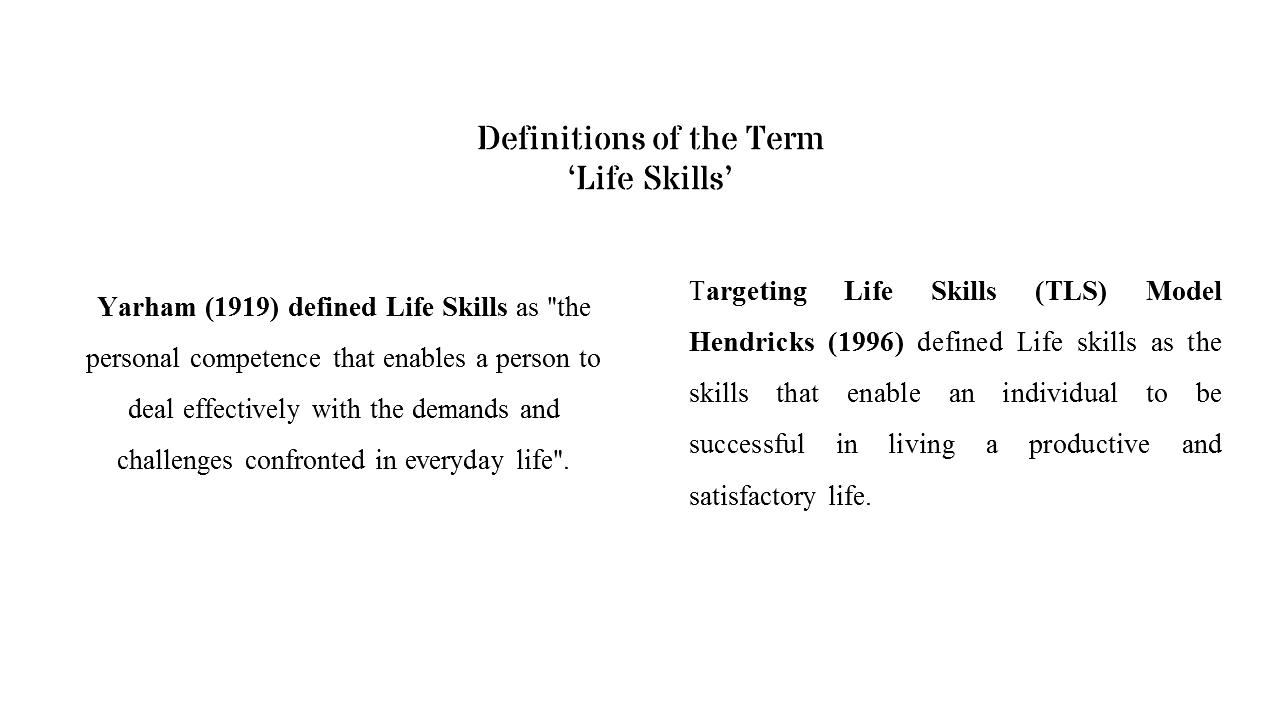 Definitions of the Term
‘Life Skills’
Yarham (1919) defined Life Skills as "the
personal competence that enables a person to
deal effectively with the demands and
challenges confronted in everyday life".
Targeting Life Skills (TLS) Model
Hendricks (1996) defined Life skills as the
skills that enable an individual to be
successful in living a productive and
satisfactory life.